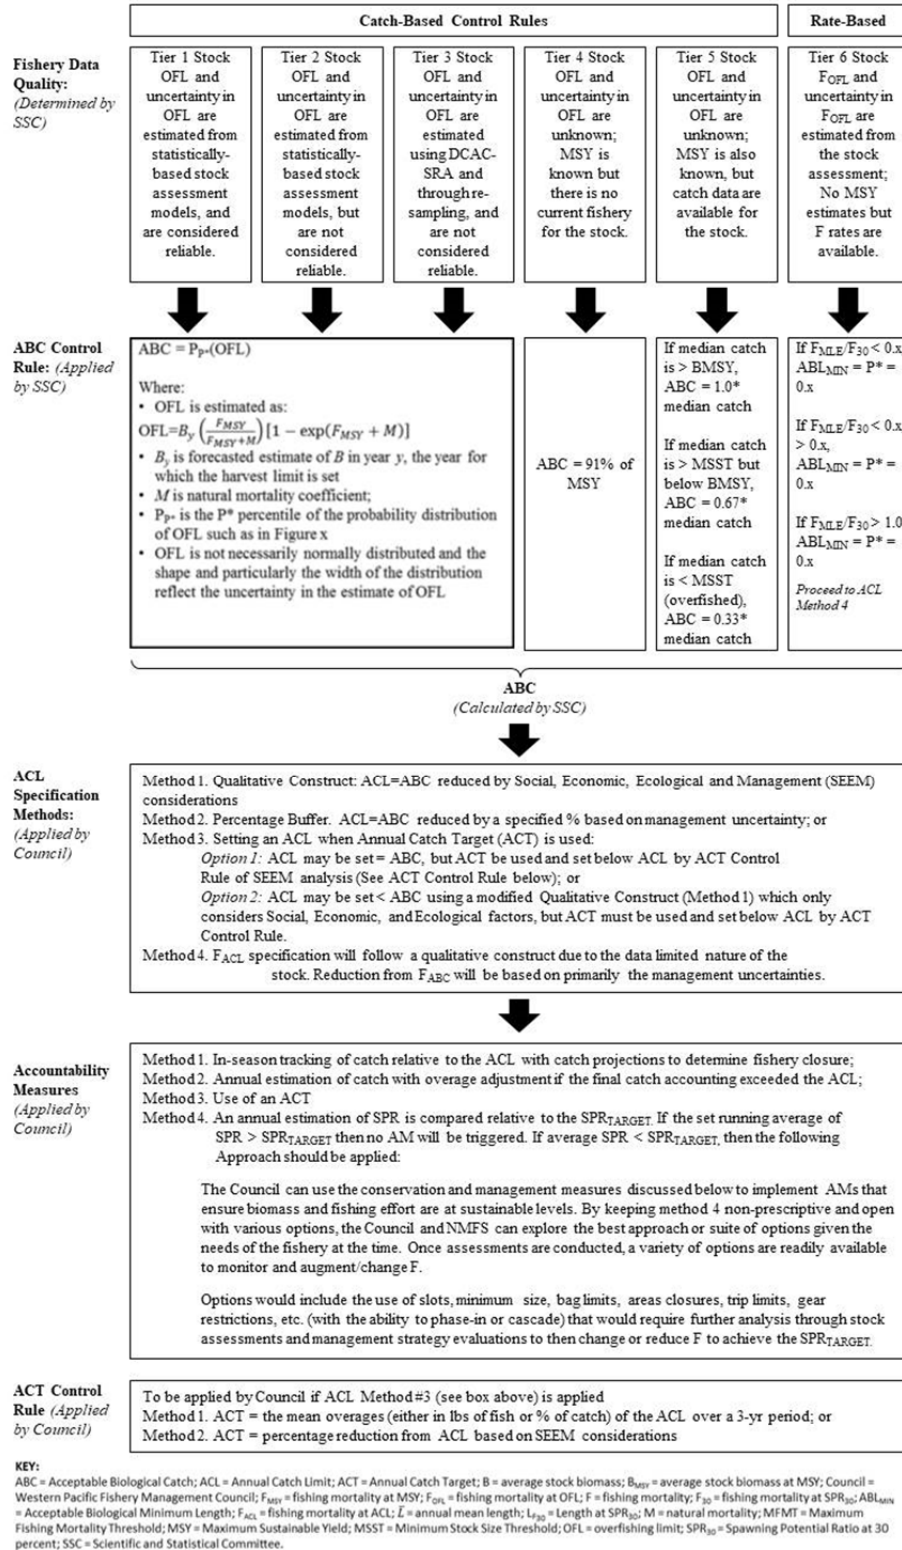 Catch-Based Control Rules
Rate-Based
Fishery Data
Quality:
(Determined by
SSC)
Tier 1 Stock
OFL and
uncertainty in
OFL are
estimated from
statistically-
based stock
assessment
models, and
are considered
reliable.
Tier 2 Stock
OFL and
uncertainty in
OFL are
estimated from
statistically-
based stock
assessment
models, but
are not
considered
reliable.
Tier 3 Stock
OFL and
uncertainty in
OFL are
estimated
using DCAC-
SRA and
through re-
sampling, and
are not
considered
reliable.
Tier 4 Stock
OFL and
uncertainty in
OFL are
unknown;
MSY is
known but
there is no
current fishery
for the stock.
Tier 5 Stock
OFL and
uncertainty in
OFL are
unknown;
MSY is also
known, but
catch data are
available for
the stock.
Tier 6 Stock
F_OFL and
uncertainty in
F_OFL are
estimated from
the stock
assessment;
No MSY
estimates but
F rates are
available.
ABC Control
Rule: (Applied
by SSC)
ABC = P_P*(OFL)
Where:
• OFL is estimated as:
OFL=B_y (F_MSY/(F_MSY+M)) [1 − exp(F_MSY + M)]
• B_y is forecasted estimate of B in year y, the year for
which the harvest limit is set
• M is natural mortality coefficient;
• P_P* is the P* percentile of the probability distribution
of OFL such as in Figure x
• OFL is not necessarily normally distributed and the
shape and particularly the width of the distribution
reflect the uncertainty in the estimate of OFL
ABC = 91% of
MSY
If median catch
is > BMSY,
ABC = 1.0*
median catch
If median catch
is > MSST but
below BMSY,
ABC = 0.67*
median catch
If median catch
is < MSST
(overfished),
ABC = 0.33*
median catch
If F_MLE/F_30 < 0.x
ABL_MIN = P* =
0.x
If F_MLE/F_30 < 0.x
> 0.x,
ABL_MIN = P* =
0.x
If F_MLE/F_30 > 1.0
ABL_MIN = P* =
0.x
Proceed to ACL
Method 4
ABC
(Calculated by SSC)
ACL
Specification
Methods:
(Applied by
Council)
Method 1. Qualitative Construct: ACL=ABC reduced by Social, Economic, Ecological and Management (SEEM)
considerations
Method 2. Percentage Buffer. ACL=ABC reduced by a specified % based on management uncertainty; or
Method 3. Setting an ACL when Annual Catch Target (ACT) is used:
Option 1: ACL may be set = ABC, but ACT be used and set below ACL by ACT Control
Rule of SEEM analysis (See ACT Control Rule below); or
Option 2: ACL may be set < ABC using a modified Qualitative Construct (Method 1) which only
considers Social, Economic, and Ecological factors, but ACT must be used and set below ACL by ACT
Control Rule.
Method 4. F_ACL specification will follow a qualitative construct due to the data limited nature of the
stock. Reduction from F_ABC will be based on primarily the management uncertainties.
Accountability
Measures
(Applied by
Council)
Method 1. In-season tracking of catch relative to the ACL with catch projections to determine fishery closure;
Method 2. Annual estimation of catch with overage adjustment if the final catch accounting exceeded the ACL;
Method 3. Use of an ACT
Method 4. An annual estimation of SPR is compared relative to the SPR_TARGET. If the set running average of
SPR > SPR_TARGET then no AM will be triggered. If average SPR < SPR_TARGET, then the following
Approach should be applied:
The Council can use the conservation and management measures discussed below to implement AMs that
ensure biomass and fishing effort are at sustainable levels. By keeping method 4 non-prescriptive and open
with various options, the Council and NMFS can explore the best approach or suite of options given the
needs of the fishery at the time. Once assessments are conducted, a variety of options are readily available
to monitor and augment/change F.
Options would include the use of slots, minimum size, bag limits, areas closures, trip limits, gear
restrictions, etc. (with the ability to phase-in or cascade) that would require further analysis through stock
assessments and management strategy evaluations to then change or reduce F to achieve the SPR_TARGET.
ACT Control
Rule (Applied
by Council)
To be applied by Council if ACL Method #3 (see box above) is applied
Method 1. ACT = the mean overages (either in lbs of fish or % of catch) of the ACL over a 3-yr period; or
Method 2. ACT = percentage reduction from ACL based on SEEM considerations
KEY:
ABC = Acceptable Biological Catch; ACL = Annual Catch Limit; ACT = Annual Catch Target; B = average stock biomass; B_MSY = average stock biomass at MSY; Council =
Western Pacific Fishery Management Council; F_MSY = fishing mortality at MSY; F_OFL = fishing mortality at OFL; F = fishing mortality; F_30 = fishing mortality at SPR_30; ABL_MIN
= Acceptable Biological Minimum Length; F_ACL = fishing mortality at ACL; L̄ = annual mean length; L_F30 = Length at SPR_30; M = natural mortality; MFMT = Maximum
Fishing Mortality Threshold; MSY = Maximum Sustainable Yield; MSST = Minimum Stock Size Threshold; OFL = overfishing limit; SPR_30 = Spawning Potential Ratio at 30
percent; SSC = Scientific and Statistical Committee.